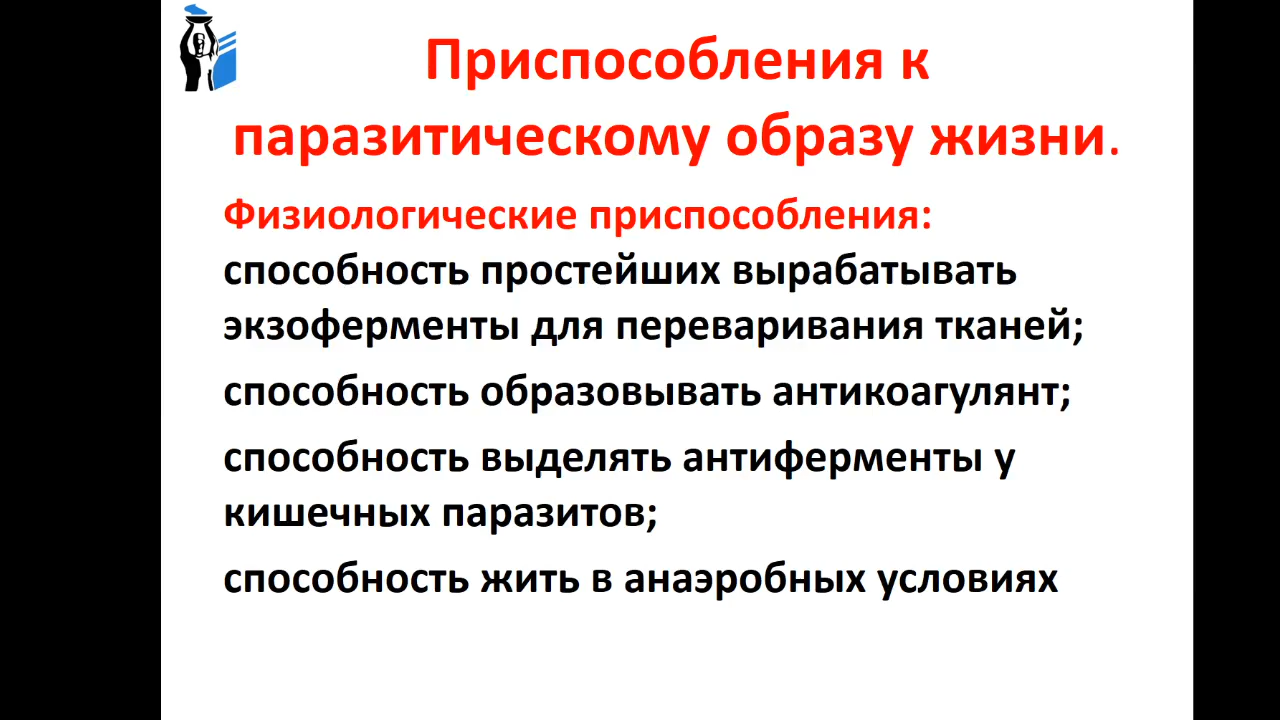 Приспособления к
паразитическому образу жизни.
Физиологические приспособления:
способность простейших вырабатывать
экзоферменты для переваривания тканей;
способность образовывать антикоагулянт;
способность выделять антиферменты у
кишечных паразитов;
способность жить в анаэробных условиях